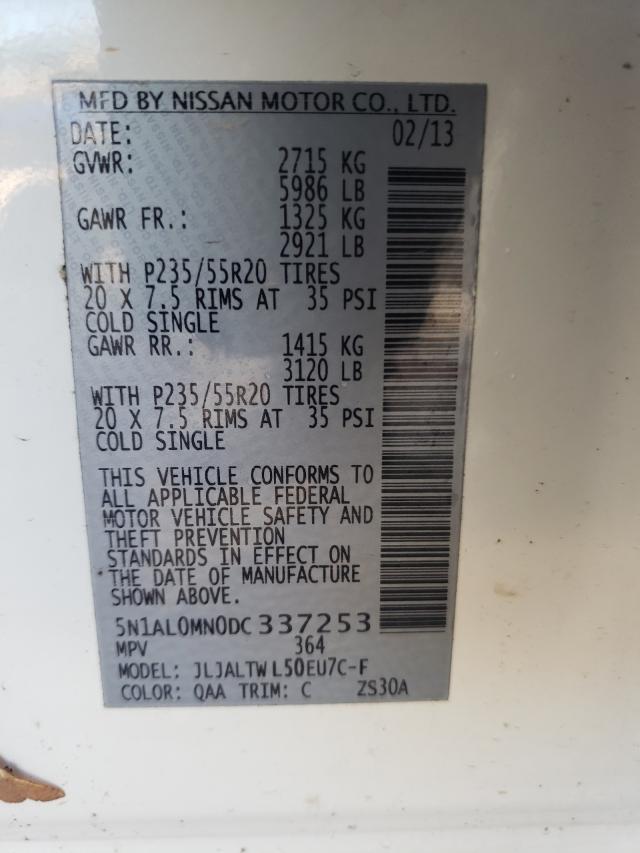 MFD BY NISSAN MOTOR CO., LTD.
DATE: 02/13
GVWR: 2715 KG
5986 LB
GAWR FR.: 1325 KG
2921 LB
WITH P235/55R20 TIRES
20 X 7.5 RIMS AT 35 PSI
COLD SINGLE
GAWR RR.: 1415 KG
3120 LB
WITH P235/55R20 TIRES
20 X 7.5 RIMS AT 35 PSI
COLD SINGLE
THIS VEHICLE CONFORMS TO
ALL APPLICABLE FEDERAL
MOTOR VEHICLE SAFETY AND
THEFT PREVENTION
STANDARDS IN EFFECT ON
THE DATE OF MANUFACTURE
SHOWN ABOVE.
5N1AL0MN0DC 337253
MPV 364
MODEL: JLJALTWL50EU7C-F
COLOR: QAA TRIM: C ZS30A